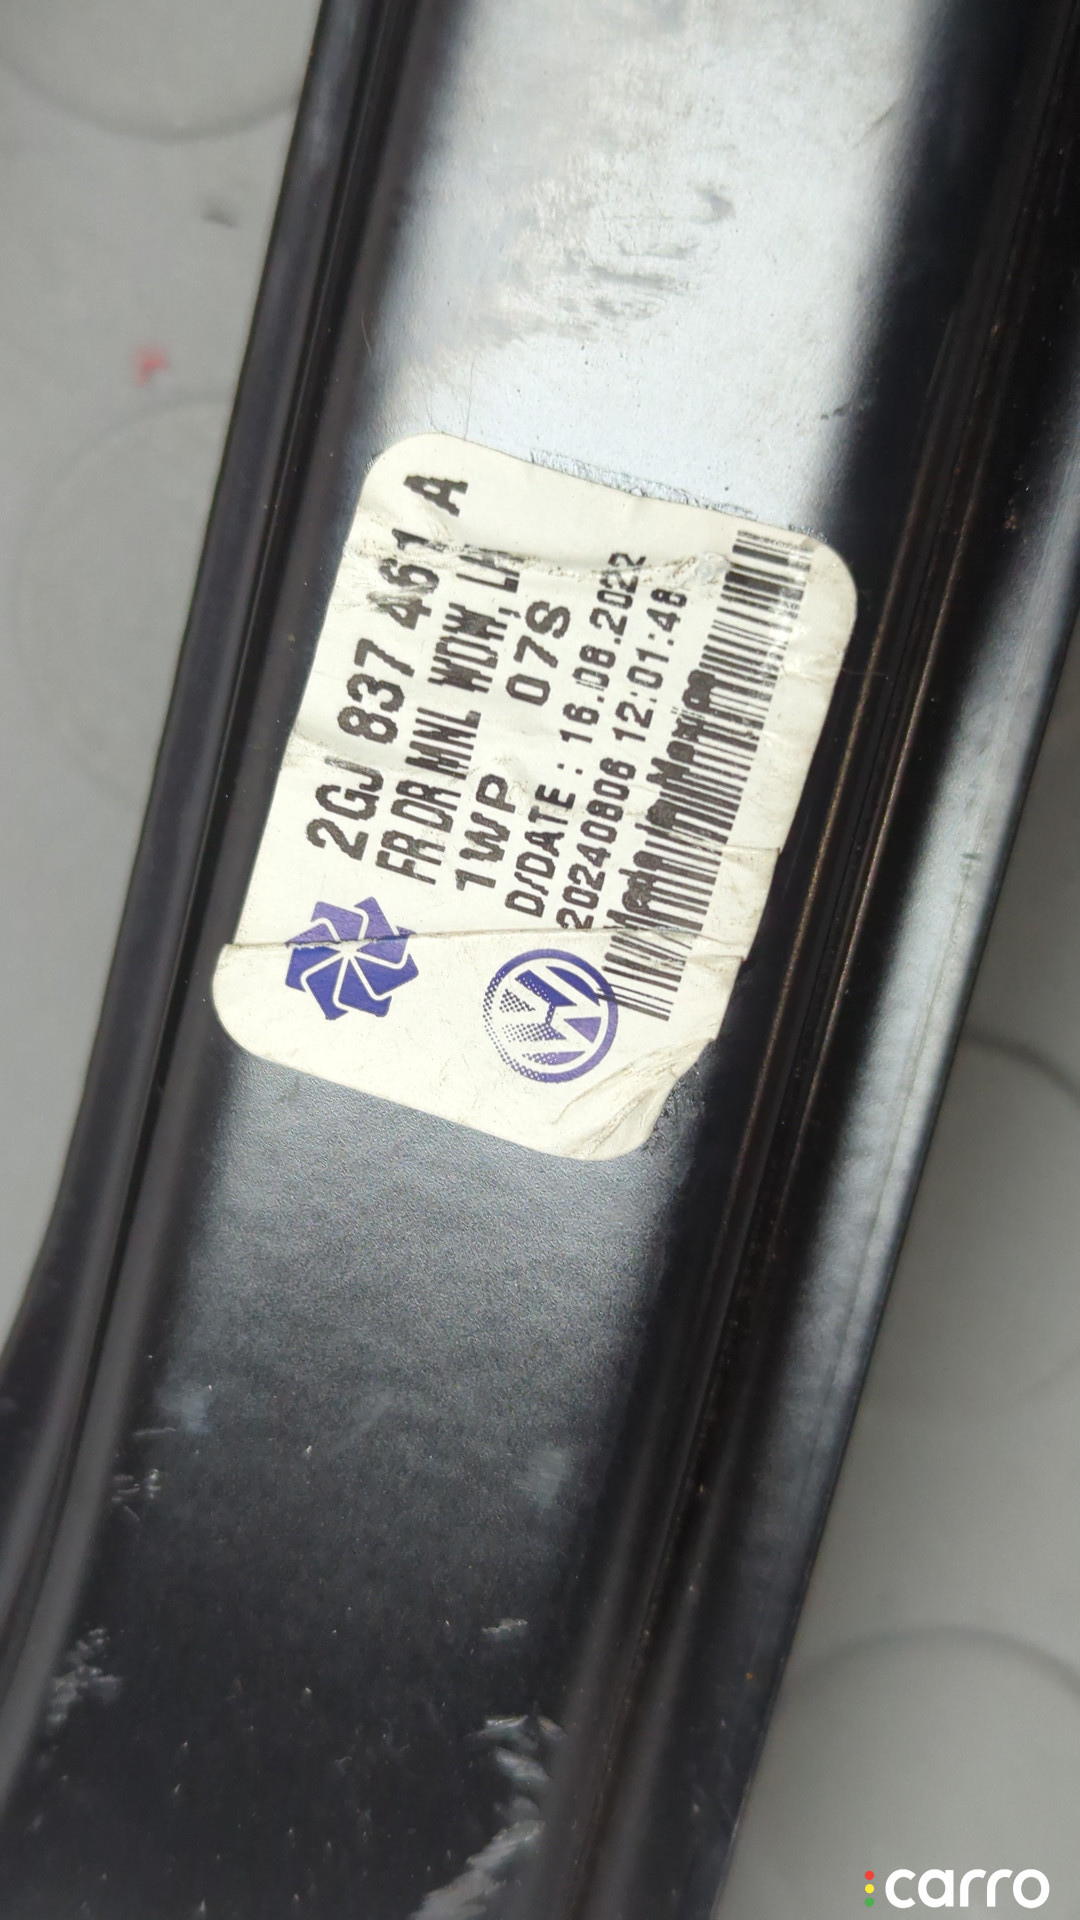 2GJ 837 461 A
FR DR MNL WDW, LH
1WP 07S
D/DATE : 16.08.2022
20240806 12:01:48
carro